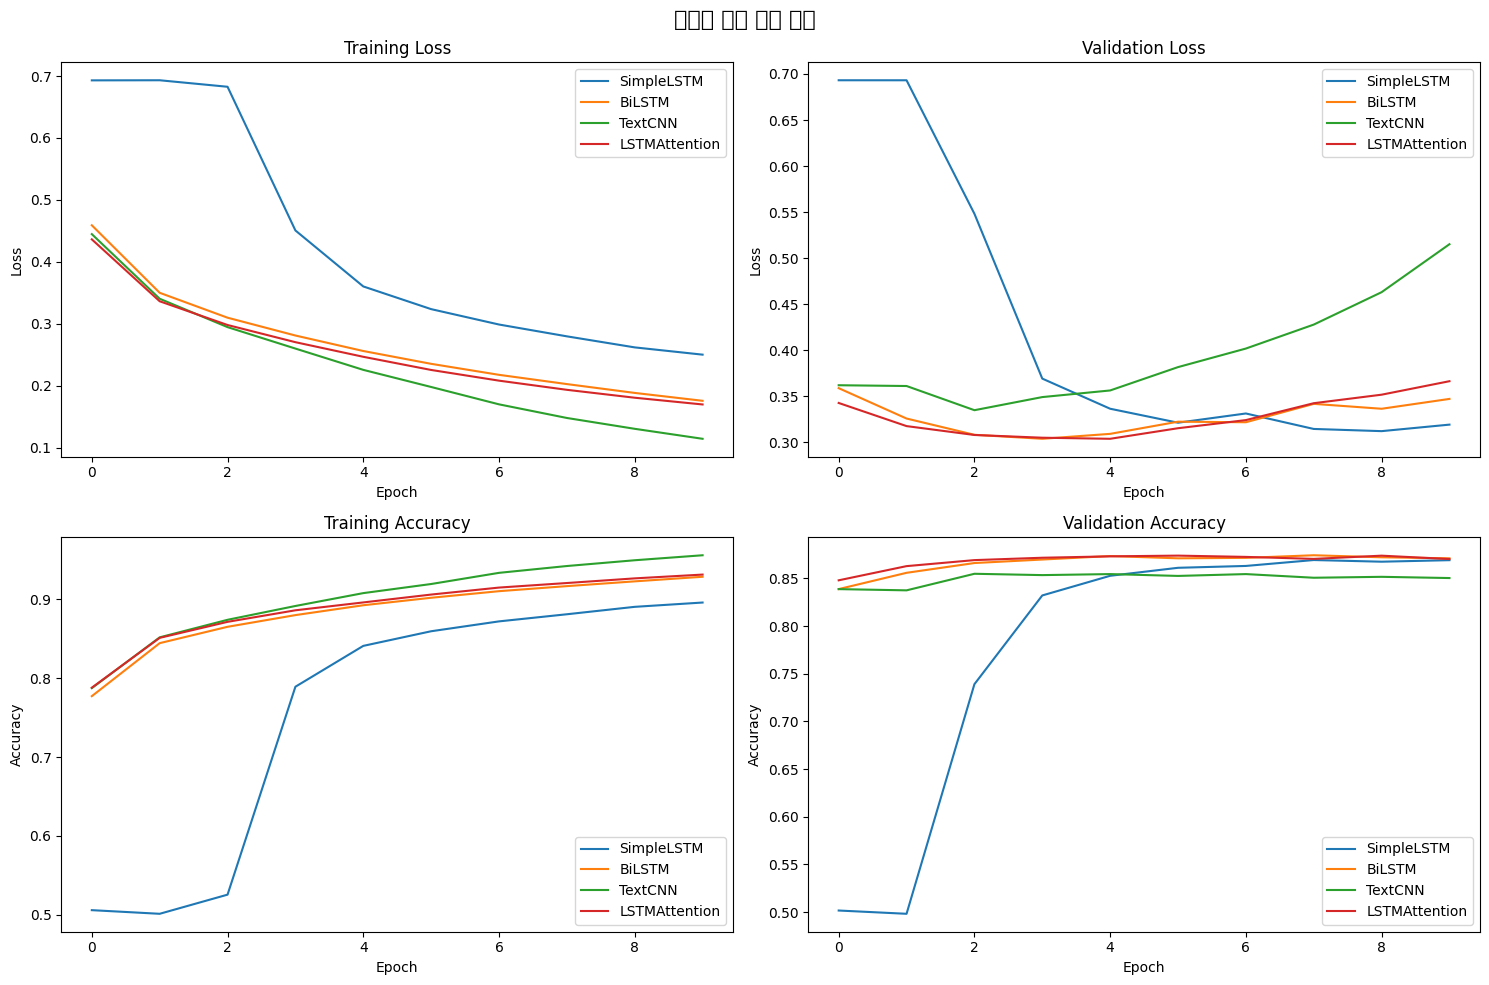 Training Loss
0.7
0.6
0.5
0.4
0.3
0.2
0.1
Loss
0 2 4 6 8
Epoch
SimpleLSTM
BiLSTM
TextCNN
LSTMAttention
Validation Loss
0.70
0.65
0.60
0.55
0.50
0.45
0.40
0.35
0.30
Loss
0 2 4 6 8
Epoch
SimpleLSTM
BiLSTM
TextCNN
LSTMAttention
Training Accuracy
0.9
0.8
0.7
0.6
0.5
Accuracy
0 2 4 6 8
Epoch
SimpleLSTM
BiLSTM
TextCNN
LSTMAttention
Validation Accuracy
0.85
0.80
0.75
0.70
0.65
0.60
0.55
0.50
Accuracy
0 2 4 6 8
Epoch
SimpleLSTM
BiLSTM
TextCNN
LSTMAttention